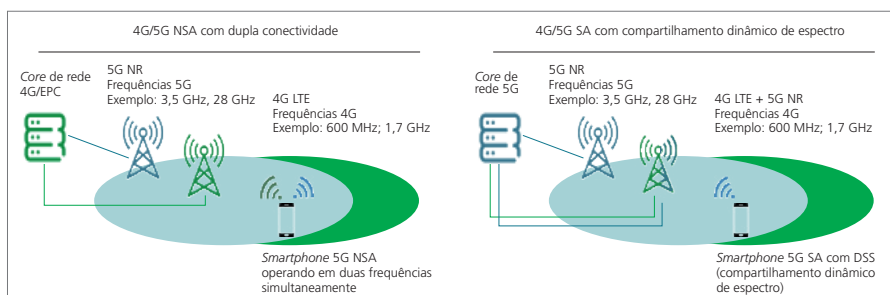 4G/5G NSA com dupla conectividade
Core de rede
4G/EPC
5G NR
Frequências 5G
Exemplo: 3,5 GHz, 28 GHz
4G LTE
Frequências 4G
Exemplo: 600 MHz; 1,7 GHz
Smartphone 5G NSA
operando em duas frequências
simultaneamente
4G/5G SA com compartilhamento dinâmico de espectro
Core de
rede 5G
5G NR
Frequências 5G
Exemplo: 3,5 GHz, 28 GHz
4G LTE + 5G NR
Frequências 4G
Exemplo: 600 MHz; 1,7 GHz
Smartphone 5G SA com DSS
(compartilhamento dinâmico
de espectro)